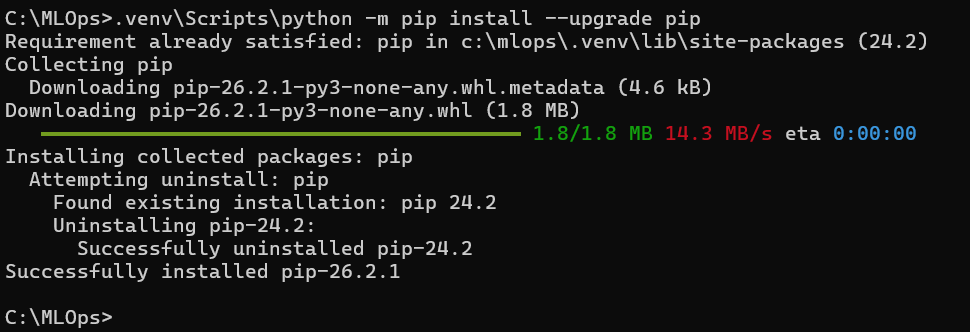 C:\MLOps>.venv\Scripts\python -m pip install --upgrade pip
Requirement already satisfied: pip in c:\mlops\.venv\lib\site-packages (24.2)
Collecting pip
  Downloading pip-26.2.1-py3-none-any.whl.metadata (4.6 kB)
Downloading pip-26.2.1-py3-none-any.whl (1.8 MB)
   ━━━━━━━━━━━━━━━━━━━━━━━━━━━━━━━━━━━━━━━━ 1.8/1.8 MB 14.3 MB/s eta 0:00:00
Installing collected packages: pip
  Attempting uninstall: pip
    Found existing installation: pip 24.2
    Uninstalling pip-24.2:
      Successfully uninstalled pip-24.2
Successfully installed pip-26.2.1
C:\MLOps>